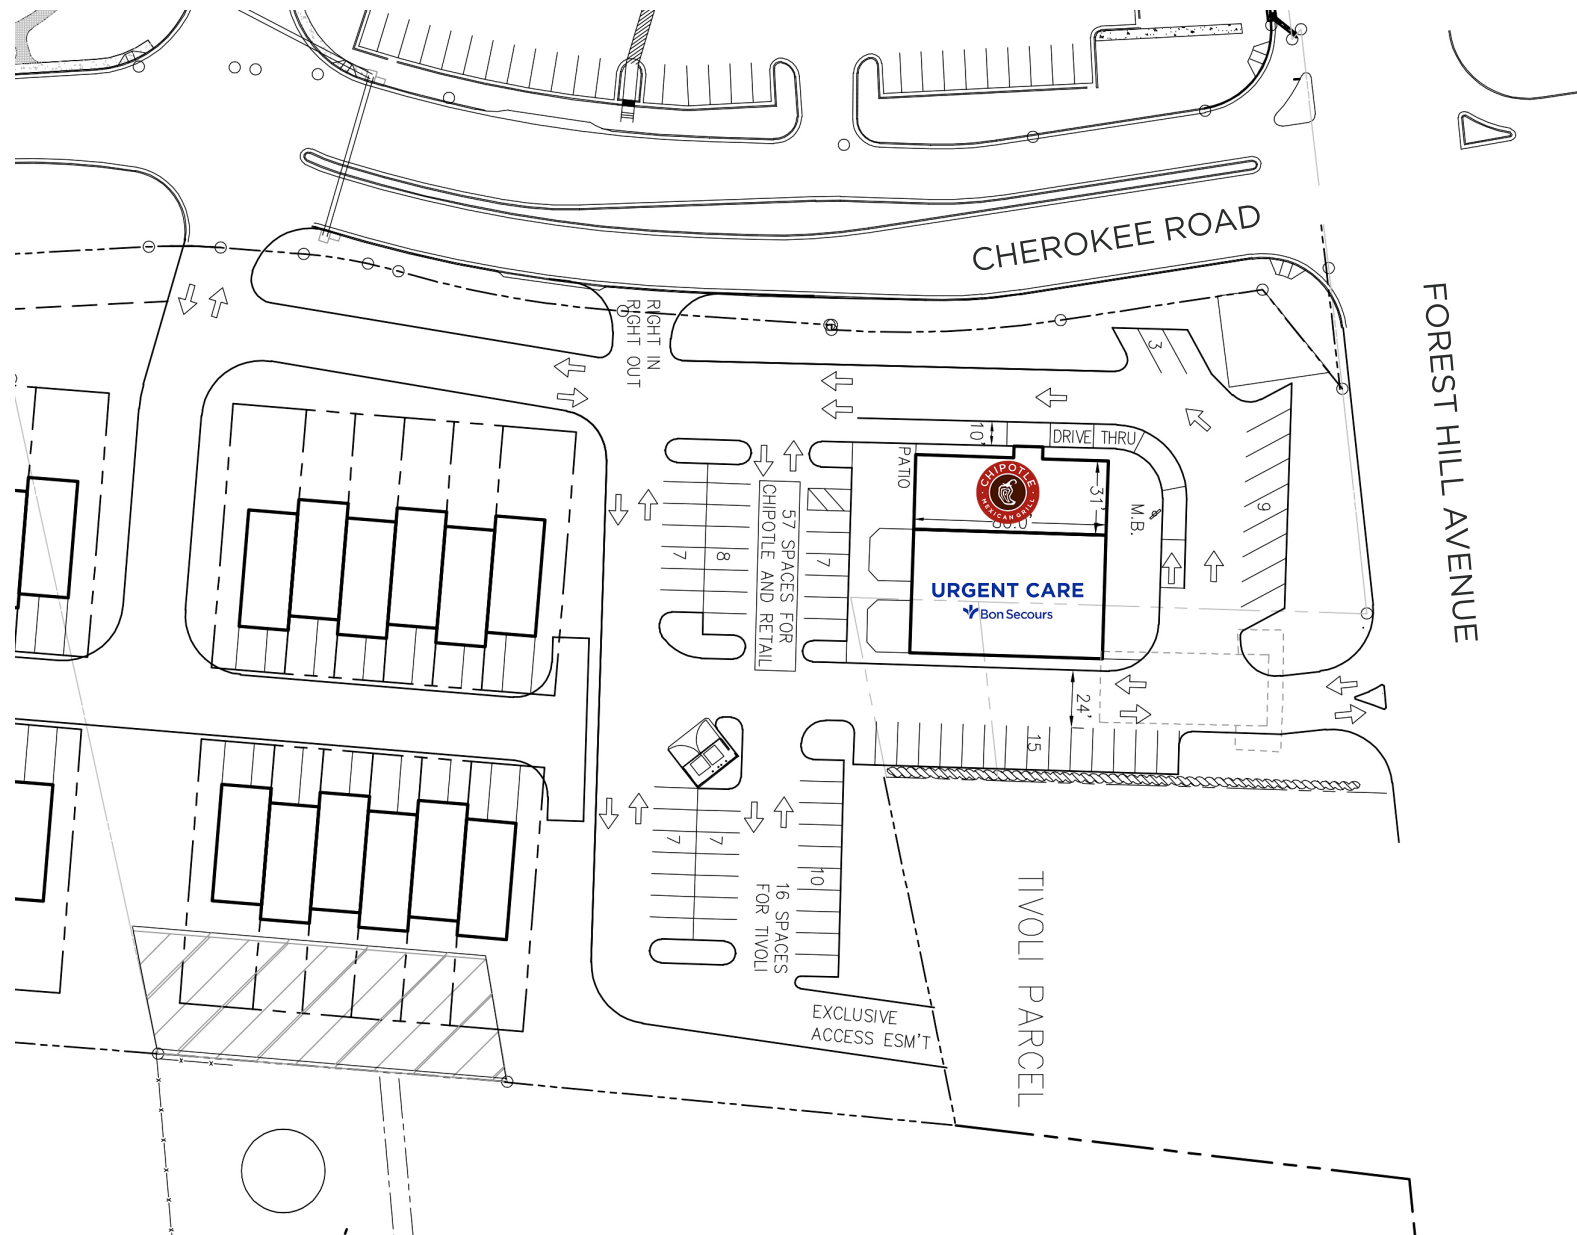 CHEROKEE ROAD
FOREST HILL AVENUE
RIGHT IN
RIGHT OUT
3
10'
DRIVE THRU
PATIO
CHIPOTLE
MEXICAN GRILL
31'
M.B.
9
57 SPACES FOR
CHIPOTLE AND RETAIL
7
8
7
URGENT CARE
Bon Secours
24'
15
7
7
10
16 SPACES
FOR TIVOLI
EXCLUSIVE
ACCESS ESM'T
TIVOLI PARCEL